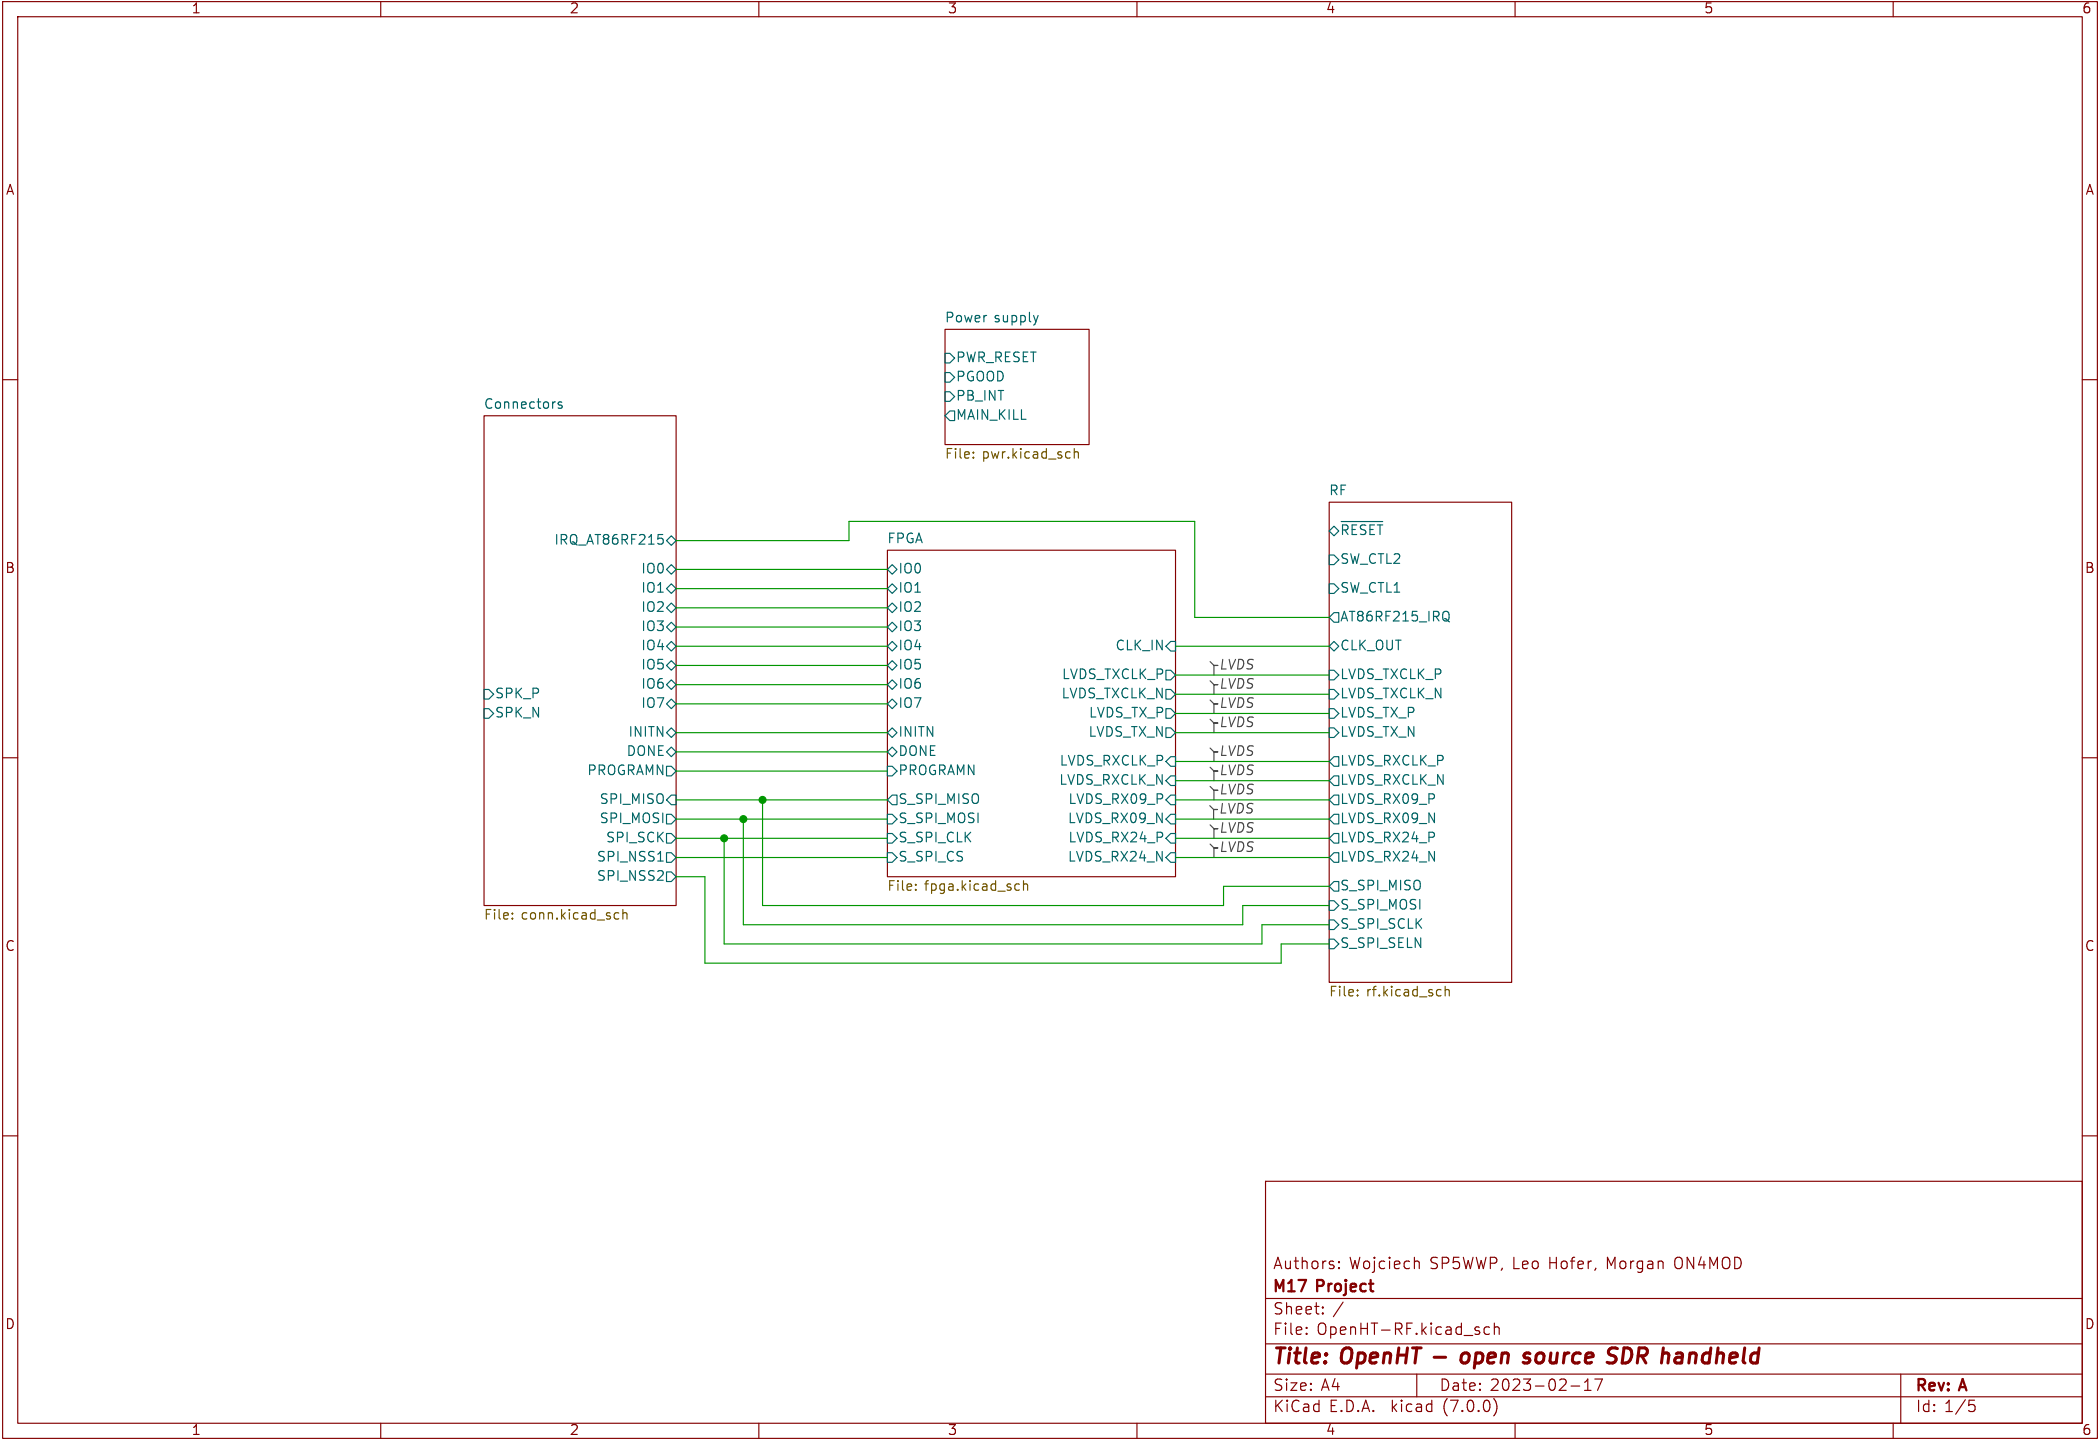 1 2 3 4 5 6
A A
Power supply
PWR_RESET
PGOOD
PB_INT
MAIN_KILL
File: pwr.kicad_sch
Connectors
IRQ_AT86RF215
IO0
IO1
IO2
IO3
IO4
IO5
IO6
IO7
SPK_P
SPK_N
INITN
DONE
PROGRAMN
SPI_MISO
SPI_MOSI
SPI_SCK
SPI_NSS1
SPI_NSS2
File: conn.kicad_sch
FPGA
IO0
IO1
IO2
IO3
IO4
IO5
IO6
IO7
INITN
DONE
PROGRAMN
S_SPI_MISO
S_SPI_MOSI
S_SPI_CLK
S_SPI_CS
CLK_IN
LVDS_TXCLK_P
LVDS_TXCLK_N
LVDS_TX_P
LVDS_TX_N
LVDS_RXCLK_P
LVDS_RXCLK_N
LVDS_RX09_P
LVDS_RX09_N
LVDS_RX24_P
LVDS_RX24_N
File: fpga.kicad_sch
LVDS
LVDS
LVDS
LVDS
LVDS
LVDS
LVDS
LVDS
LVDS
LVDS
RF
RESET
SW_CTL2
SW_CTL1
AT86RF215_IRQ
CLK_OUT
LVDS_TXCLK_P
LVDS_TXCLK_N
LVDS_TX_P
LVDS_TX_N
LVDS_RXCLK_P
LVDS_RXCLK_N
LVDS_RX09_P
LVDS_RX09_N
LVDS_RX24_P
LVDS_RX24_N
S_SPI_MISO
S_SPI_MOSI
S_SPI_SCLK
S_SPI_SELN
File: rf.kicad_sch
B B
C C
D D
Authors: Wojciech SP5WWP, Leo Hofer, Morgan ON4MOD
M17 Project
Sheet: /
File: OpenHT-RF.kicad_sch
Title: OpenHT - open source SDR handheld
Size: A4 Date: 2023-02-17 Rev: A
KiCad E.D.A. kicad (7.0.0) Id: 1/5
1 2 3 4 5 6